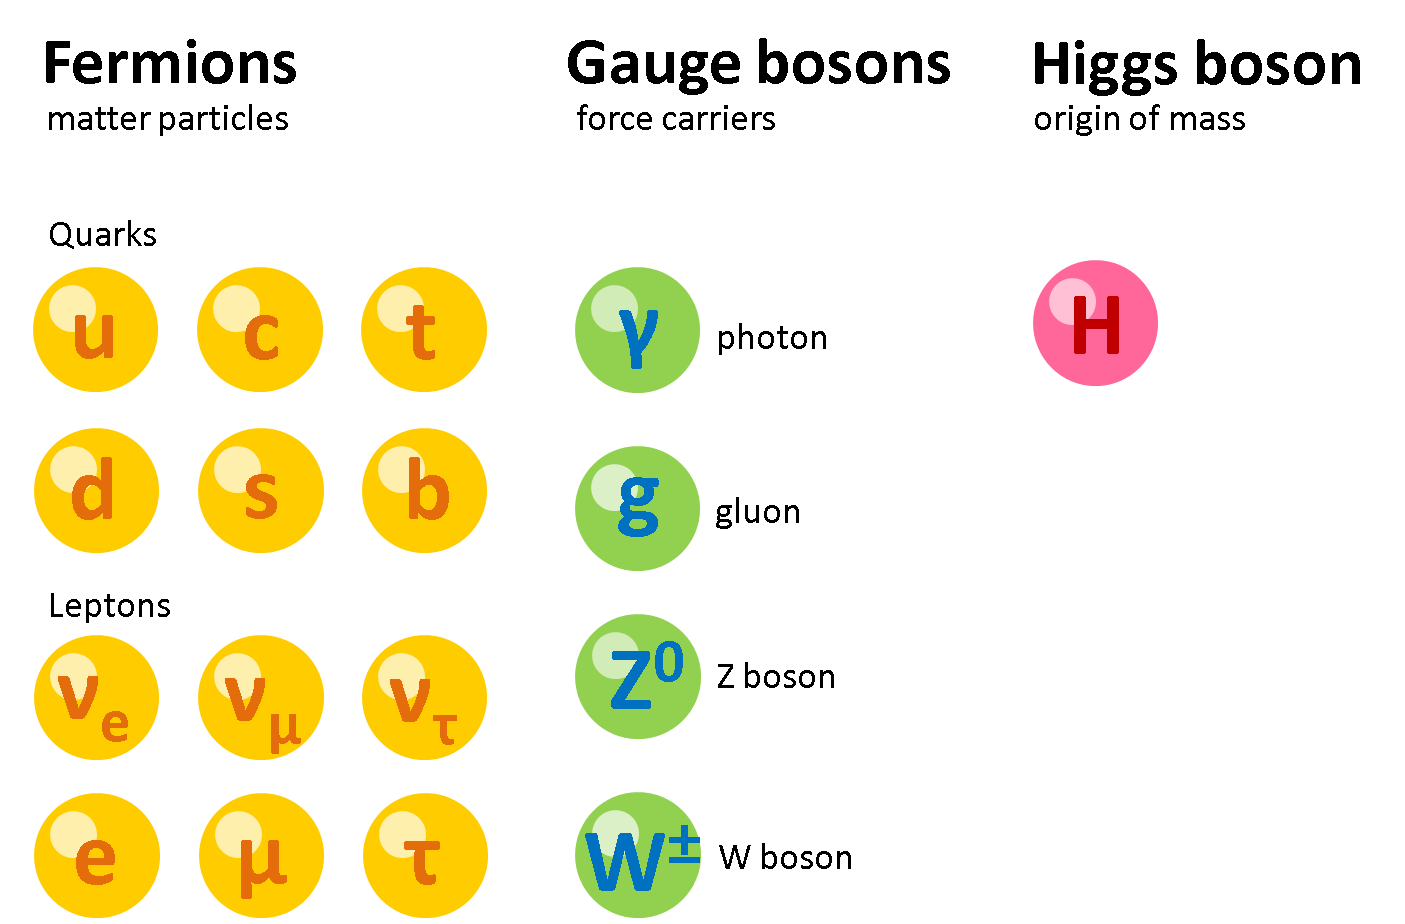 Fermions
matter particles
Gauge bosons
force carriers
Higgs boson
origin of mass
Quarks
u c t
d s b
Leptons
νe νμ ντ
e μ τ
γ photon
g gluon
Z⁰ Z boson
W± W boson
H